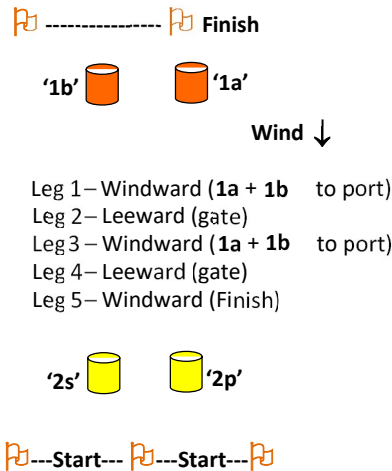 Finish
‘1b’ ‘1a’
Wind
Leg 1 – Windward (1a + 1b to port)
Leg 2 – Leeward (gate)
Leg 3 – Windward (1a + 1b to port)
Leg 4 – Leeward (gate)
Leg 5 – Windward (Finish)
‘2s’ ‘2p’
---Start--- ---Start---